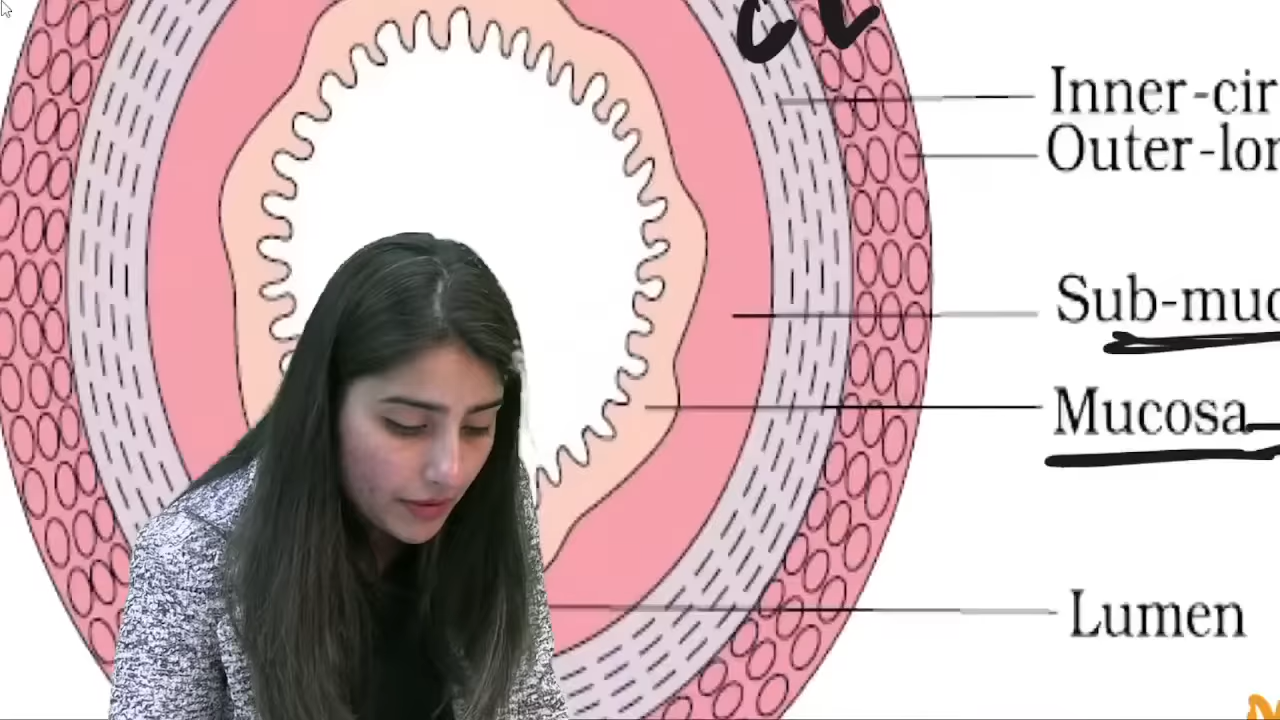 C L
Inner-cir
Outer-lon
Sub-muc
Mucosa
Lumen